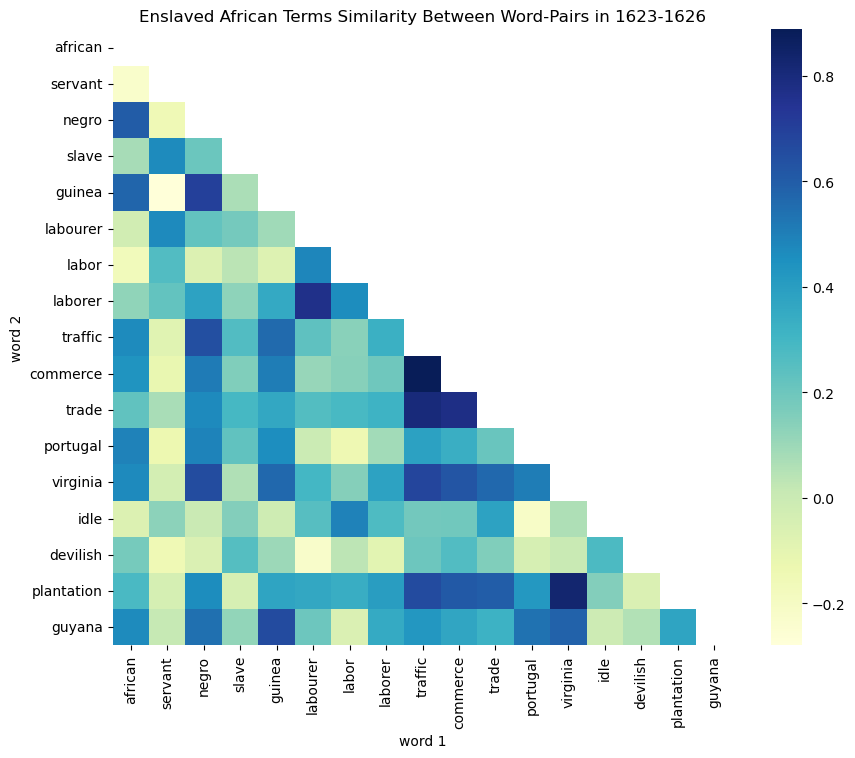 Enslaved African Terms Similarity Between Word-Pairs in 1623-1626
african
servant
negro
slave
guinea
labourer
labor
laborer
traffic
commerce
trade
portugal
virginia
idle
devilish
plantation
guyana
word 2
african
servant
negro
slave
guinea
labourer
labor
laborer
traffic
commerce
trade
portugal
virginia
idle
devilish
plantation
guyana
word 1
0.8
0.6
0.4
0.2
0.0
−0.2